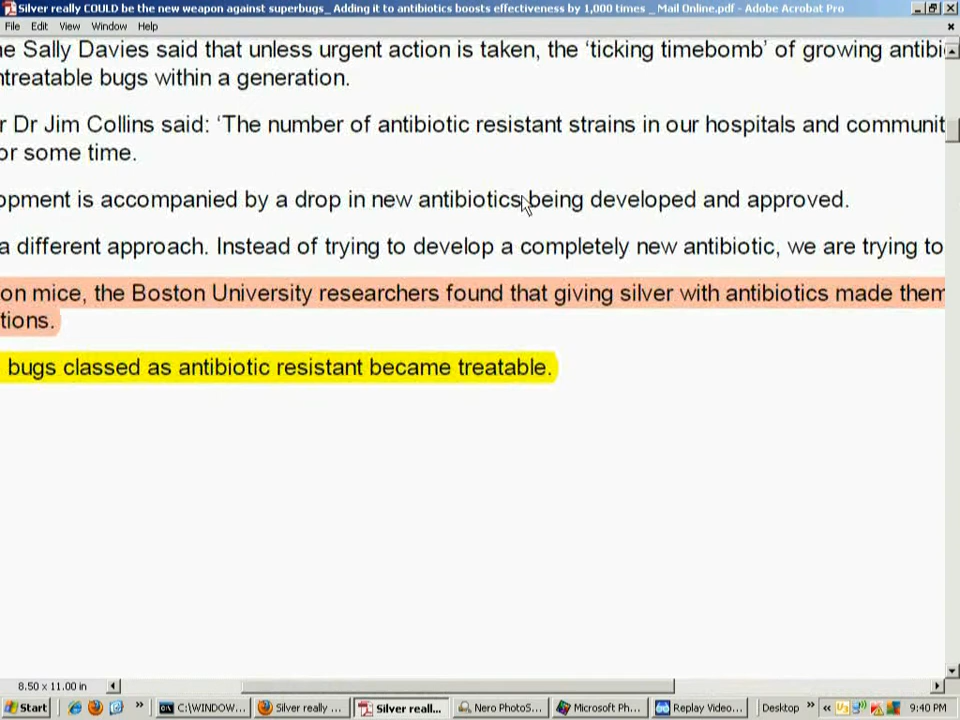 Silver really COULD be the new weapon against superbugs_ Adding it to antibiotics boosts effectiveness by 1,000 times _ Mail Online.pdf - Adobe Acrobat Pro
File Edit View Window Help
e Sally Davies said that unless urgent action is taken, the ‘ticking timebomb’ of growing antibi
ntreatable bugs within a generation.
r Dr Jim Collins said: ‘The number of antibiotic resistant strains in our hospitals and communit
or some time.
opment is accompanied by a drop in new antibiotics being developed and approved.
a different approach. Instead of trying to develop a completely new antibiotic, we are trying to
on mice, the Boston University researchers found that giving silver with antibiotics made them
tions.
bugs classed as antibiotic resistant became treatable.
8.50 x 11.00 in
Start C:\WINDOW... Silver really ... Silver reall... Nero PhotoS... Microsoft Ph... Replay Video... Desktop 9:40 PM